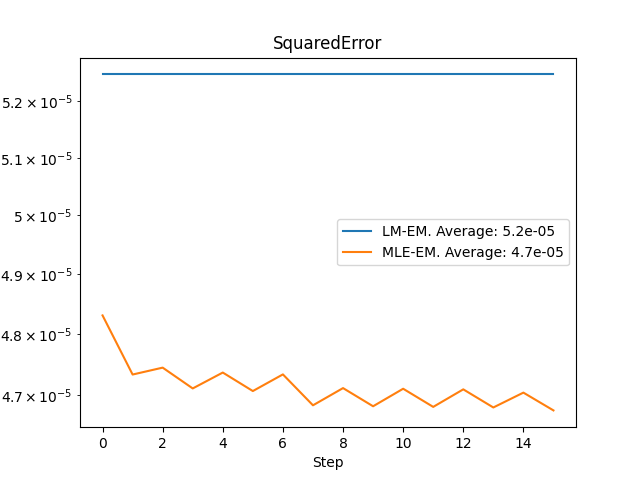 SquaredError
5.2 × 10⁻⁵
5.1 × 10⁻⁵
5 × 10⁻⁵
4.9 × 10⁻⁵
4.8 × 10⁻⁵
4.7 × 10⁻⁵
LM-EM. Average: 5.2e-05
MLE-EM. Average: 4.7e-05
0 2 4 6 8 10 12 14
Step